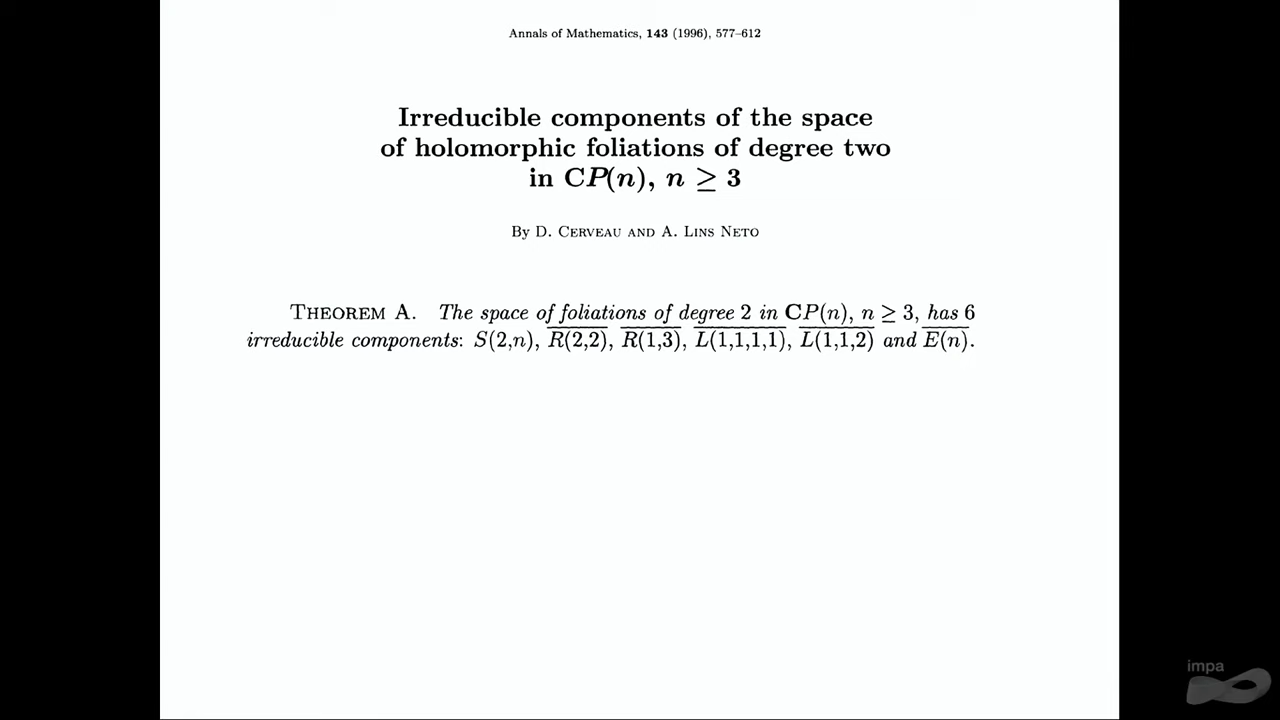 Annals of Mathematics, 143 (1996), 577–612
Irreducible components of the space
of holomorphic foliations of degree two
in CP(n), n ≥ 3
By D. Cerveau and A. Lins Neto
Theorem A. The space of foliations of degree 2 in CP(n), n ≥ 3, has 6
irreducible components: S(2,n), R(2,2), R(1,3), L(1,1,1,1), L(1,1,2) and E(n).
impa